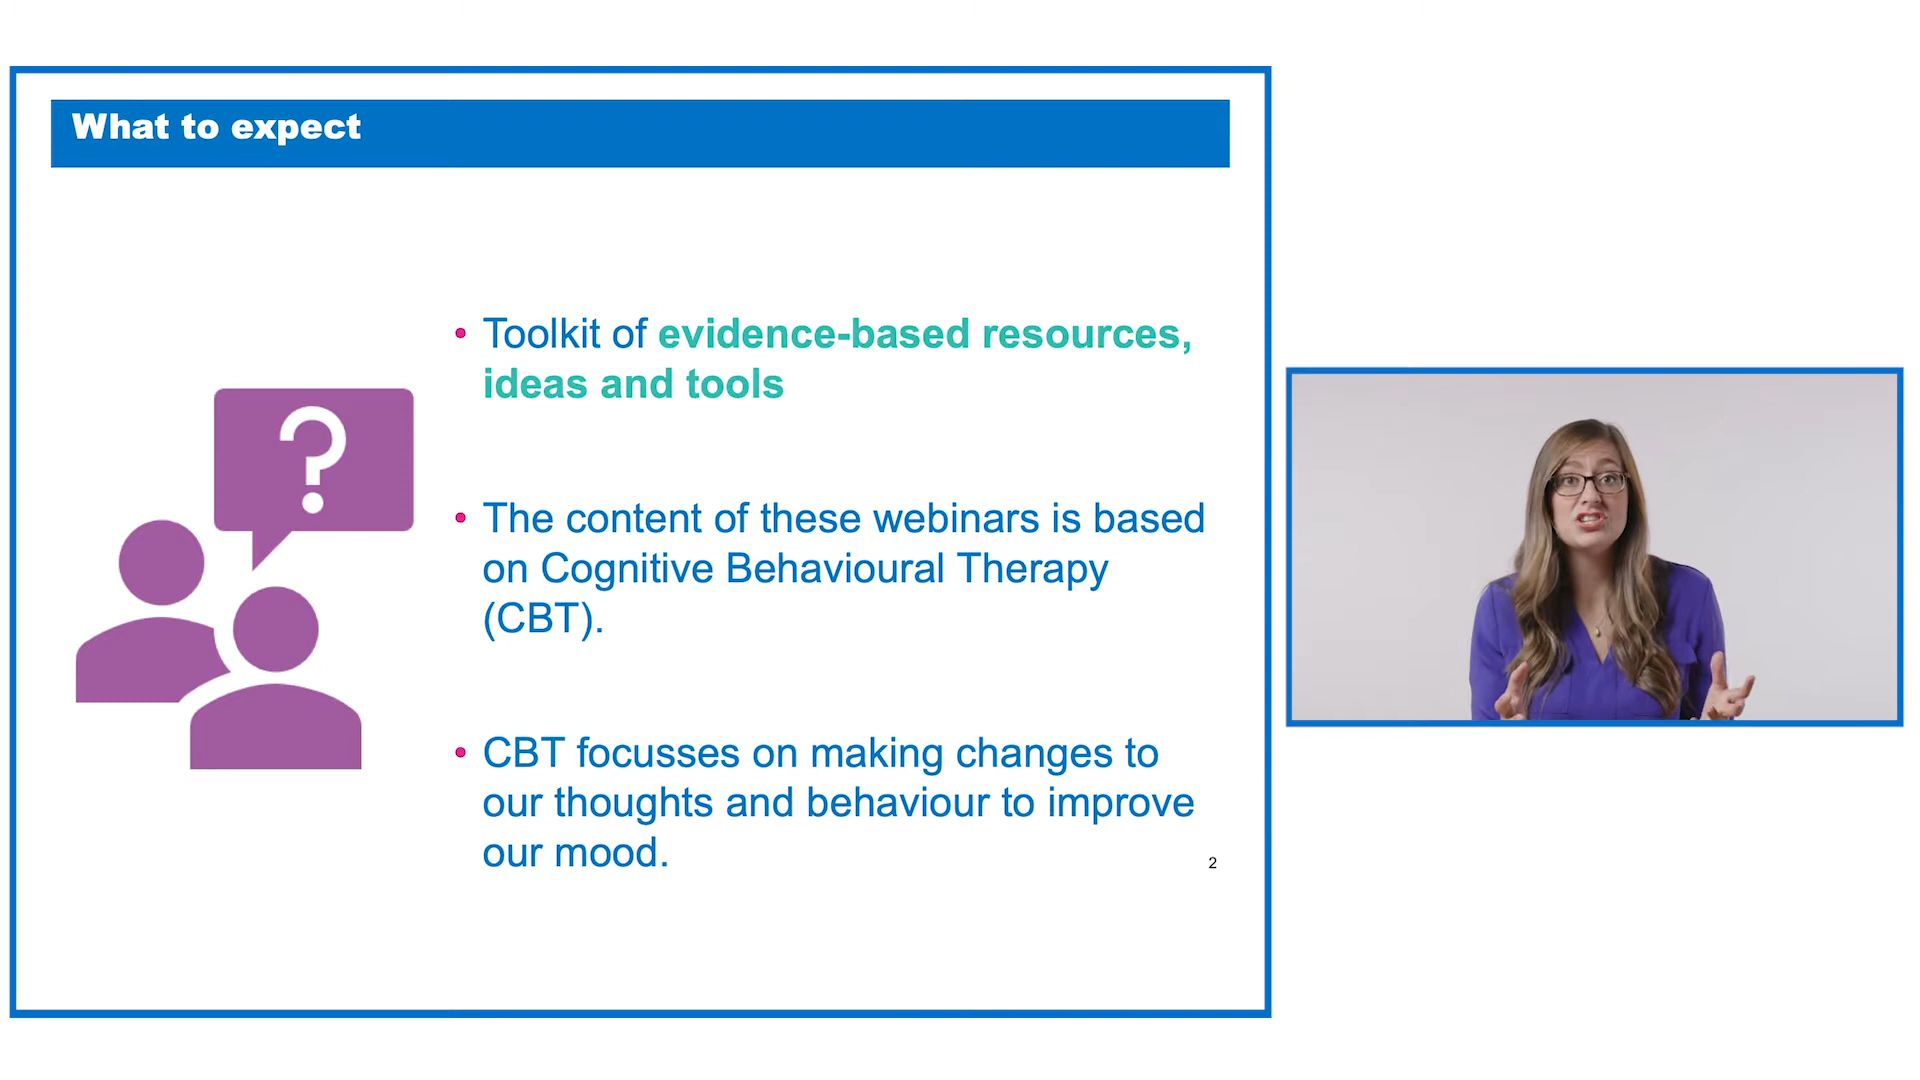 What to expect
?
• Toolkit of evidence-based resources,
ideas and tools
• The content of these webinars is based
on Cognitive Behavioural Therapy
(CBT).
• CBT focusses on making changes to
our thoughts and behaviour to improve
our mood.
2